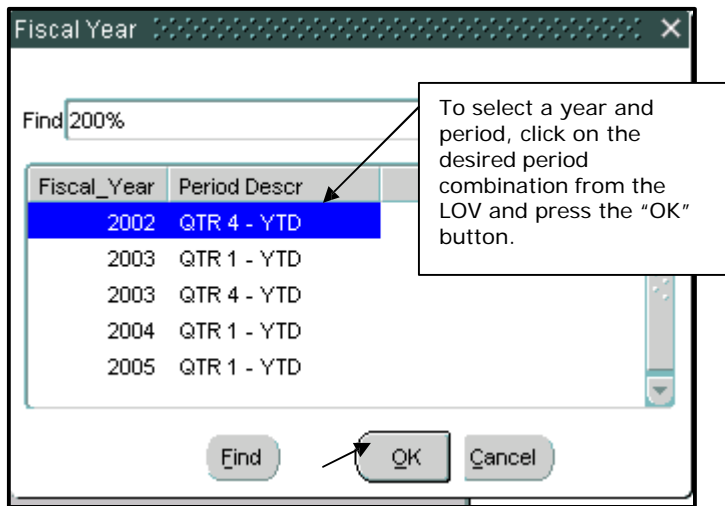 Fiscal Year
Find 200%
To select a year and
period, click on the
desired period
combination from the
LOV and press the “OK”
button.
Fiscal_Year Period Descr
2002 QTR 4 - YTD
2003 QTR 1 - YTD
2003 QTR 4 - YTD
2004 QTR 1 - YTD
2005 QTR 1 - YTD
Find OK Cancel